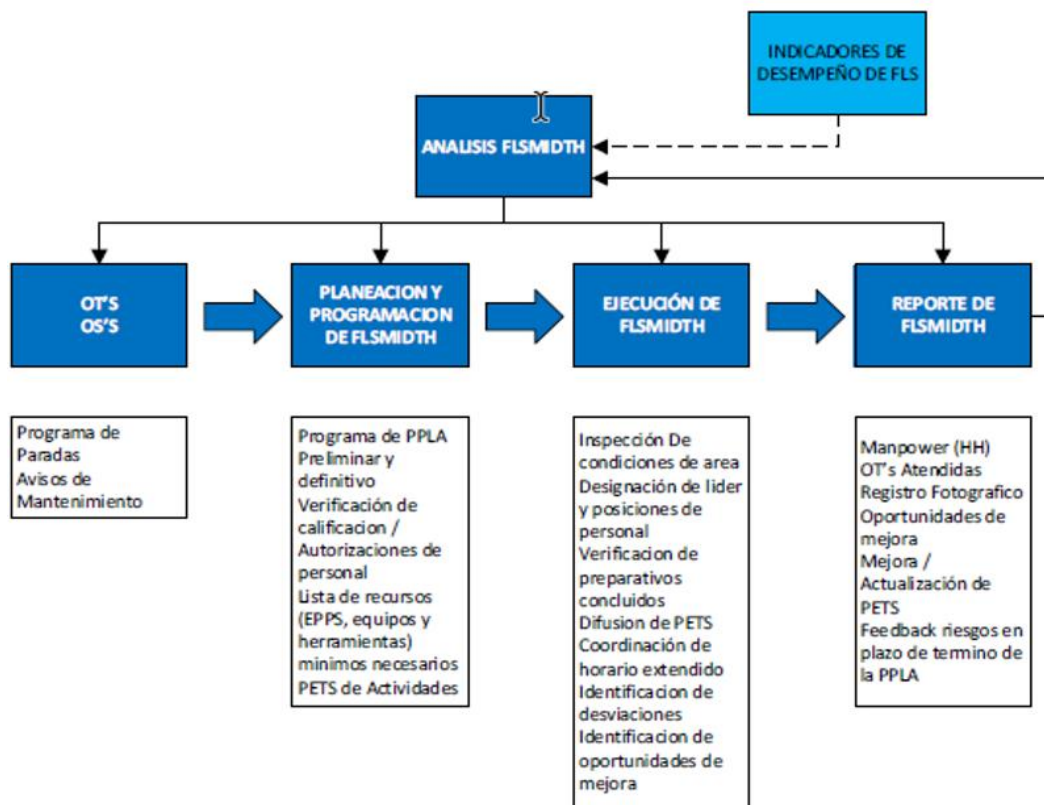 INDICADORES DE
DESEMPEÑO DE FLS
ANALISIS FLSMIDTH
OT'S
OS'S
PLANEACION Y
PROGRAMACION
DE FLSMIDTH
EJECUCIÓN DE
FLSMIDTH
REPORTE DE
FLSMIDTH
Programa de
Paradas
Avisos de
Mantenimiento
Programa de PPLA
Preliminar y
definitivo
Verificación de
calificacion /
Autorizaciones de
personal
Lista de recursos
(EPPS, equipos y
herramientas)
minimos necesarios
PETS de Actividades
Inspección De
condiciones de area
Designación de lider
y posiciones de
personal
Verificacion de
preparativos
concluidos
Difusion de PETS
Coordinación de
horario extendido
Identificacion de
desviaciones
Identificacion de
oportunidades de
mejora
Manpower (HH)
OT's Atendidas
Registro Fotografico
Oportunidades de
mejora
Mejora /
Actualización de
PETS
Feedback riesgos en
plazo de termino de
la PPLA